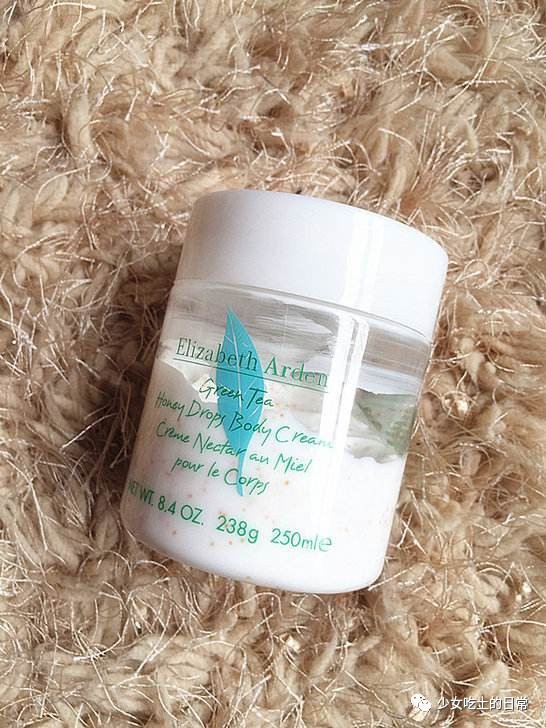 Elizabeth Arden
Green Tea
Honey Drops Body Cream
Crème Nectar au Miel
pour le Corps
NET WT. 8.4 OZ. 238g 250ml℮
少女吃土的日常